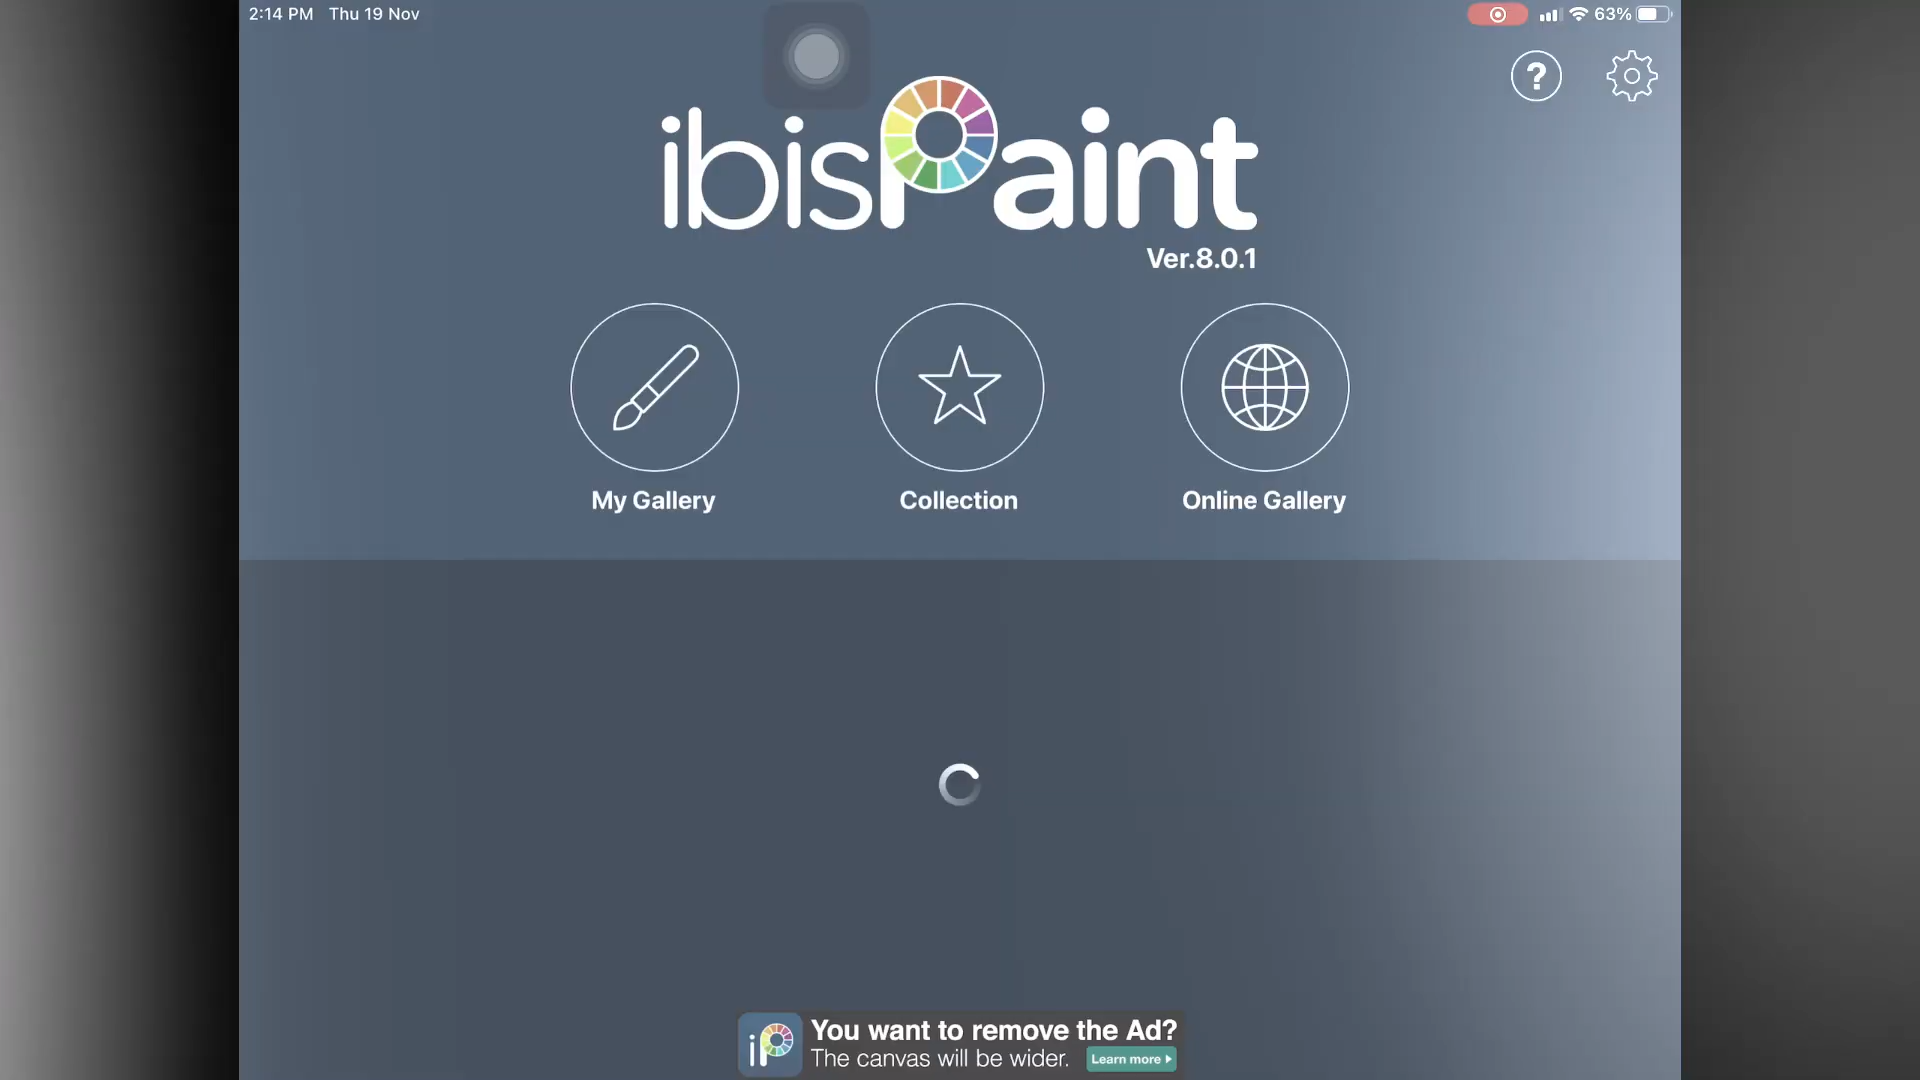 2:14 PM Thu 19 Nov
63%
?
ibisPaint
Ver.8.0.1
My Gallery
Collection
Online Gallery
iP
You want to remove the Ad?
The canvas will be wider.
Learn more